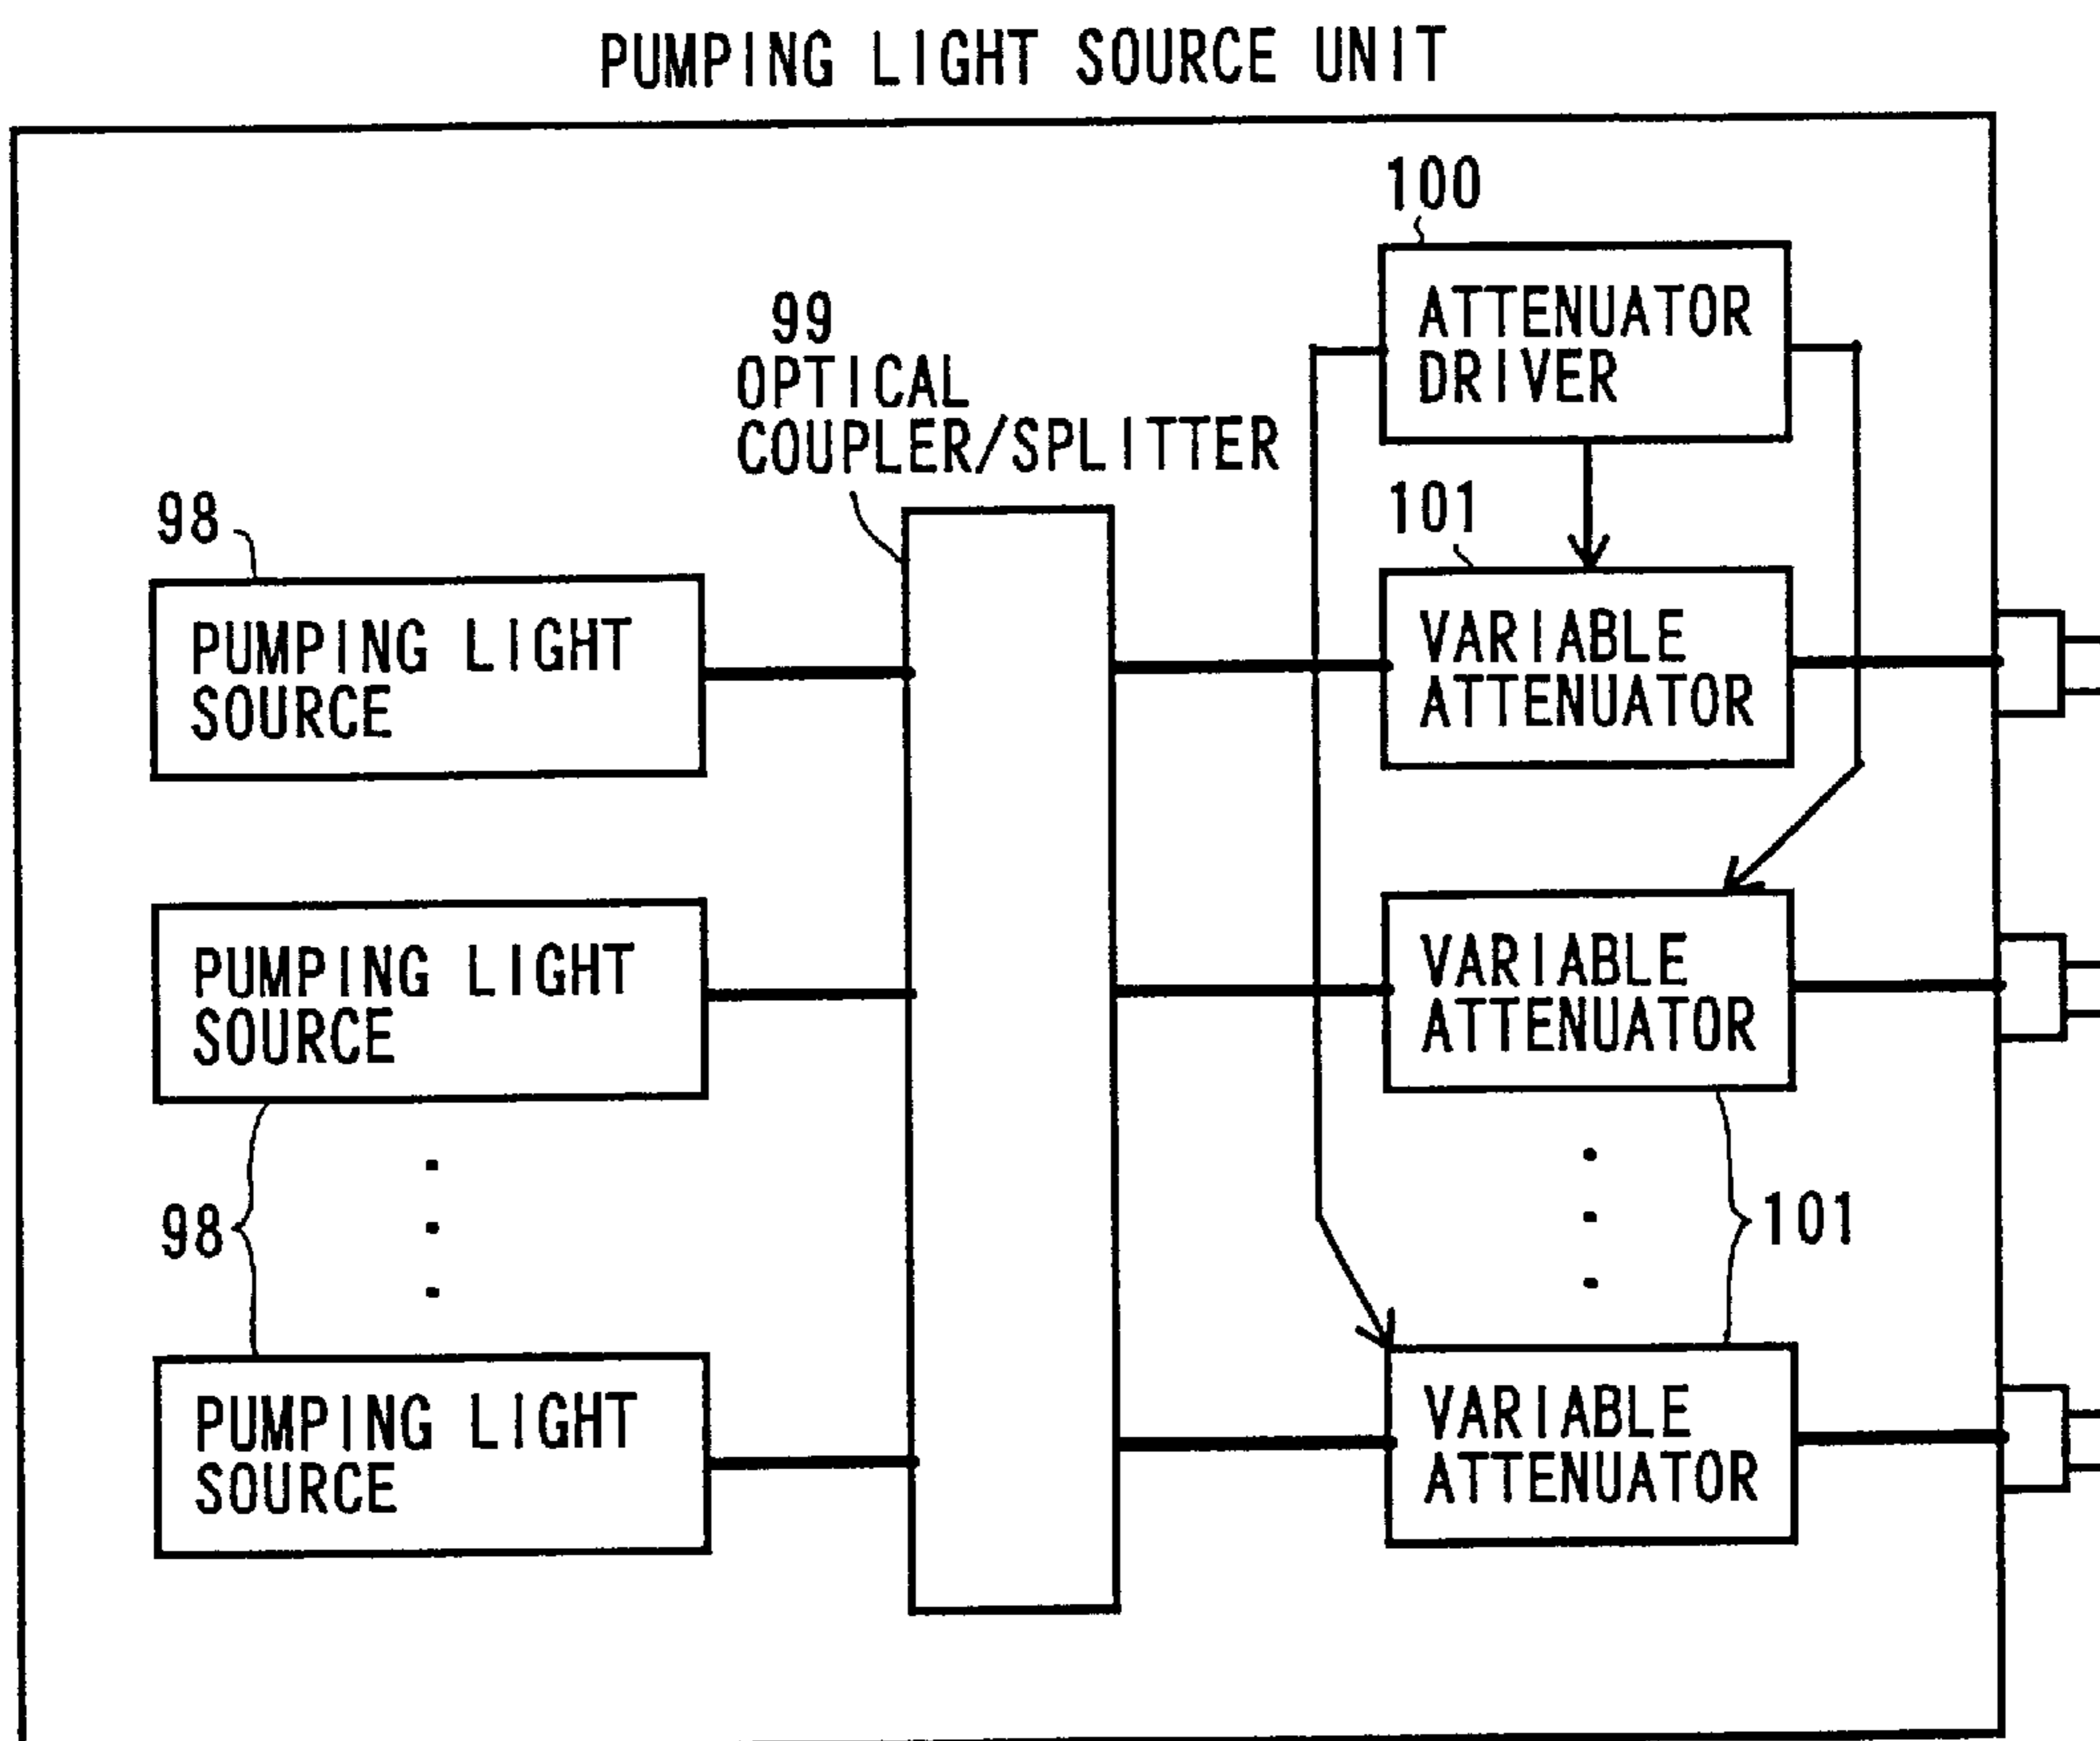 PUMPING LIGHT SOURCE UNIT
100
ATTENUATOR
DRIVER
99
OPTICAL
COUPLER/SPLITTER
98
101
PUMPING LIGHT
SOURCE
VARIABLE
ATTENUATOR
PUMPING LIGHT
SOURCE
VARIABLE
ATTENUATOR
98
101
PUMPING LIGHT
SOURCE
VARIABLE
ATTENUATOR